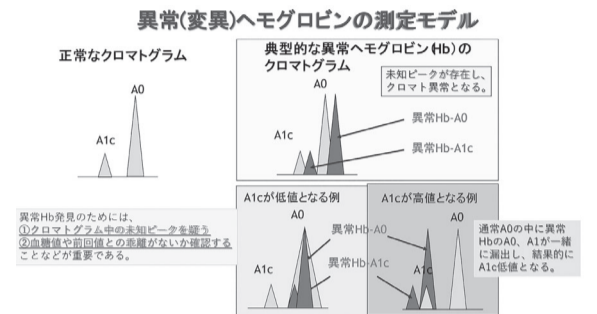 異常(変異)ヘモグロビンの測定モデル
正常なクロマトグラム
A0
A1c
典型的な異常ヘモグロビン(Hb)の
クロマトグラム
未知ピークが存在し、
クロマト異常となる。
A0
A1c
異常Hb-A0
異常Hb-A1c
異常Hb発見のためには、
①クロマトグラム中の未知ピークを疑う
②血糖値や前回値との乖離がないか確認する
ことなどが重要である。
A1cが低値となる例
A0
A1c
異常Hb-A0
異常Hb-A1c
A1cが高値となる例
A0
A1c
通常A0の中に異常
HbのA0、A1が一緒
に漏出し、結果的に
A1c低値となる。